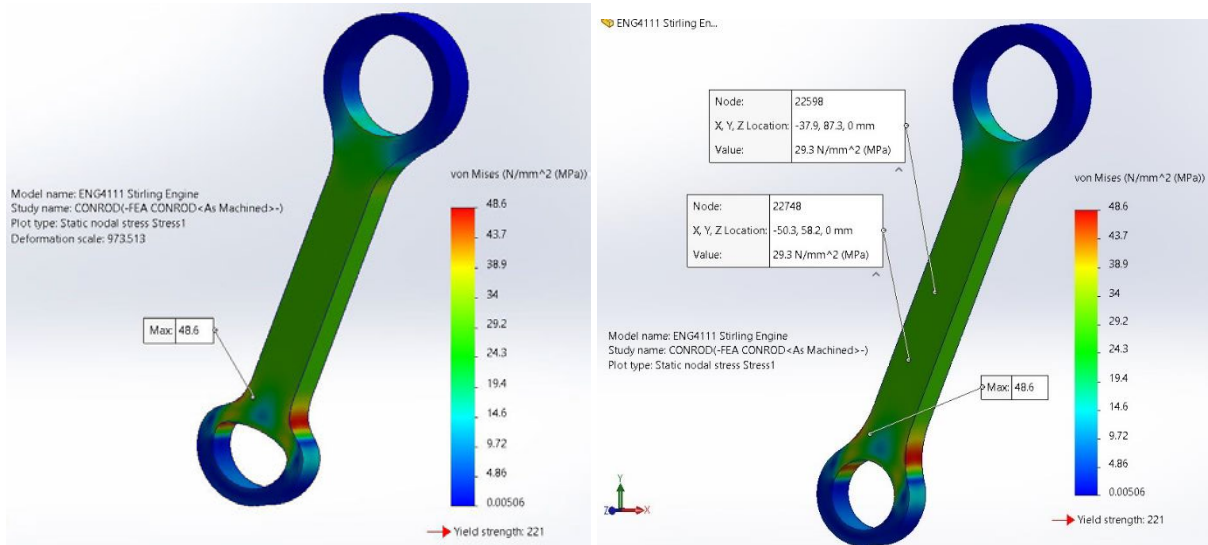 von Mises (N/mm^2 (MPa))
Model name: ENG4111 Stirling Engine
Study name: CONROD(-FEA CONROD<As Machined>-)
Plot type: Static nodal stress Stress1
Deformation scale: 973.513
48.6
43.7
38.9
34
29.2
24.3
19.4
14.6
9.72
4.86
0.00506
Max: 48.6
Yield strength: 221
ENG4111 Stirling En...
Node: 22598
X, Y, Z Location: -37.9, 87.3, 0 mm
Value: 29.3 N/mm^2 (MPa)
Node: 22748
X, Y, Z Location: -50.3, 58.2, 0 mm
Value: 29.3 N/mm^2 (MPa)
von Mises (N/mm^2 (MPa))
48.6
43.7
38.9
34
29.2
24.3
19.4
14.6
9.72
4.86
0.00506
Model name: ENG4111 Stirling Engine
Study name: CONROD(-FEA CONROD<As Machined>-)
Plot type: Static nodal stress Stress1
Max: 48.6
Y
Z
X
Yield strength: 221